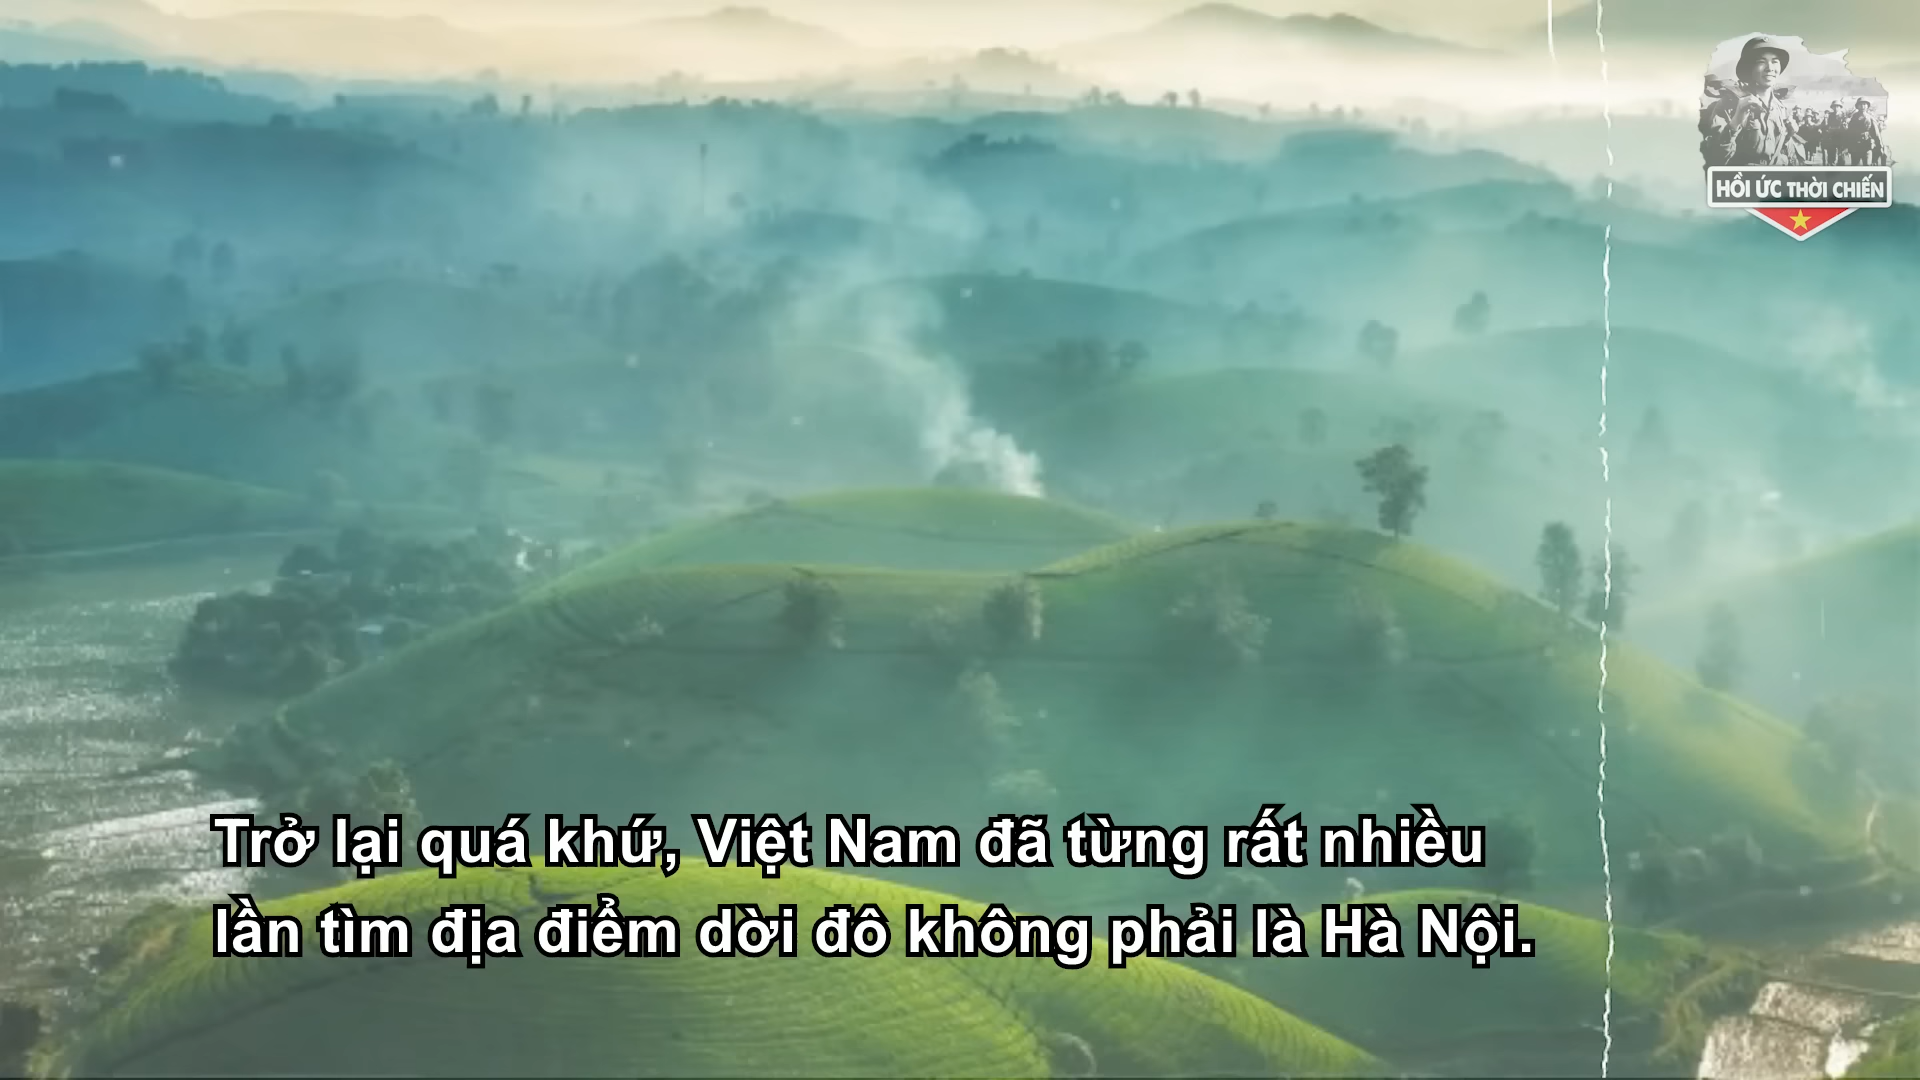 HỒI ỨC THỜI CHIẾN
Trở lại quá khứ, Việt Nam đã từng rất nhiều
lần tìm địa điểm dời đô không phải là Hà Nội.